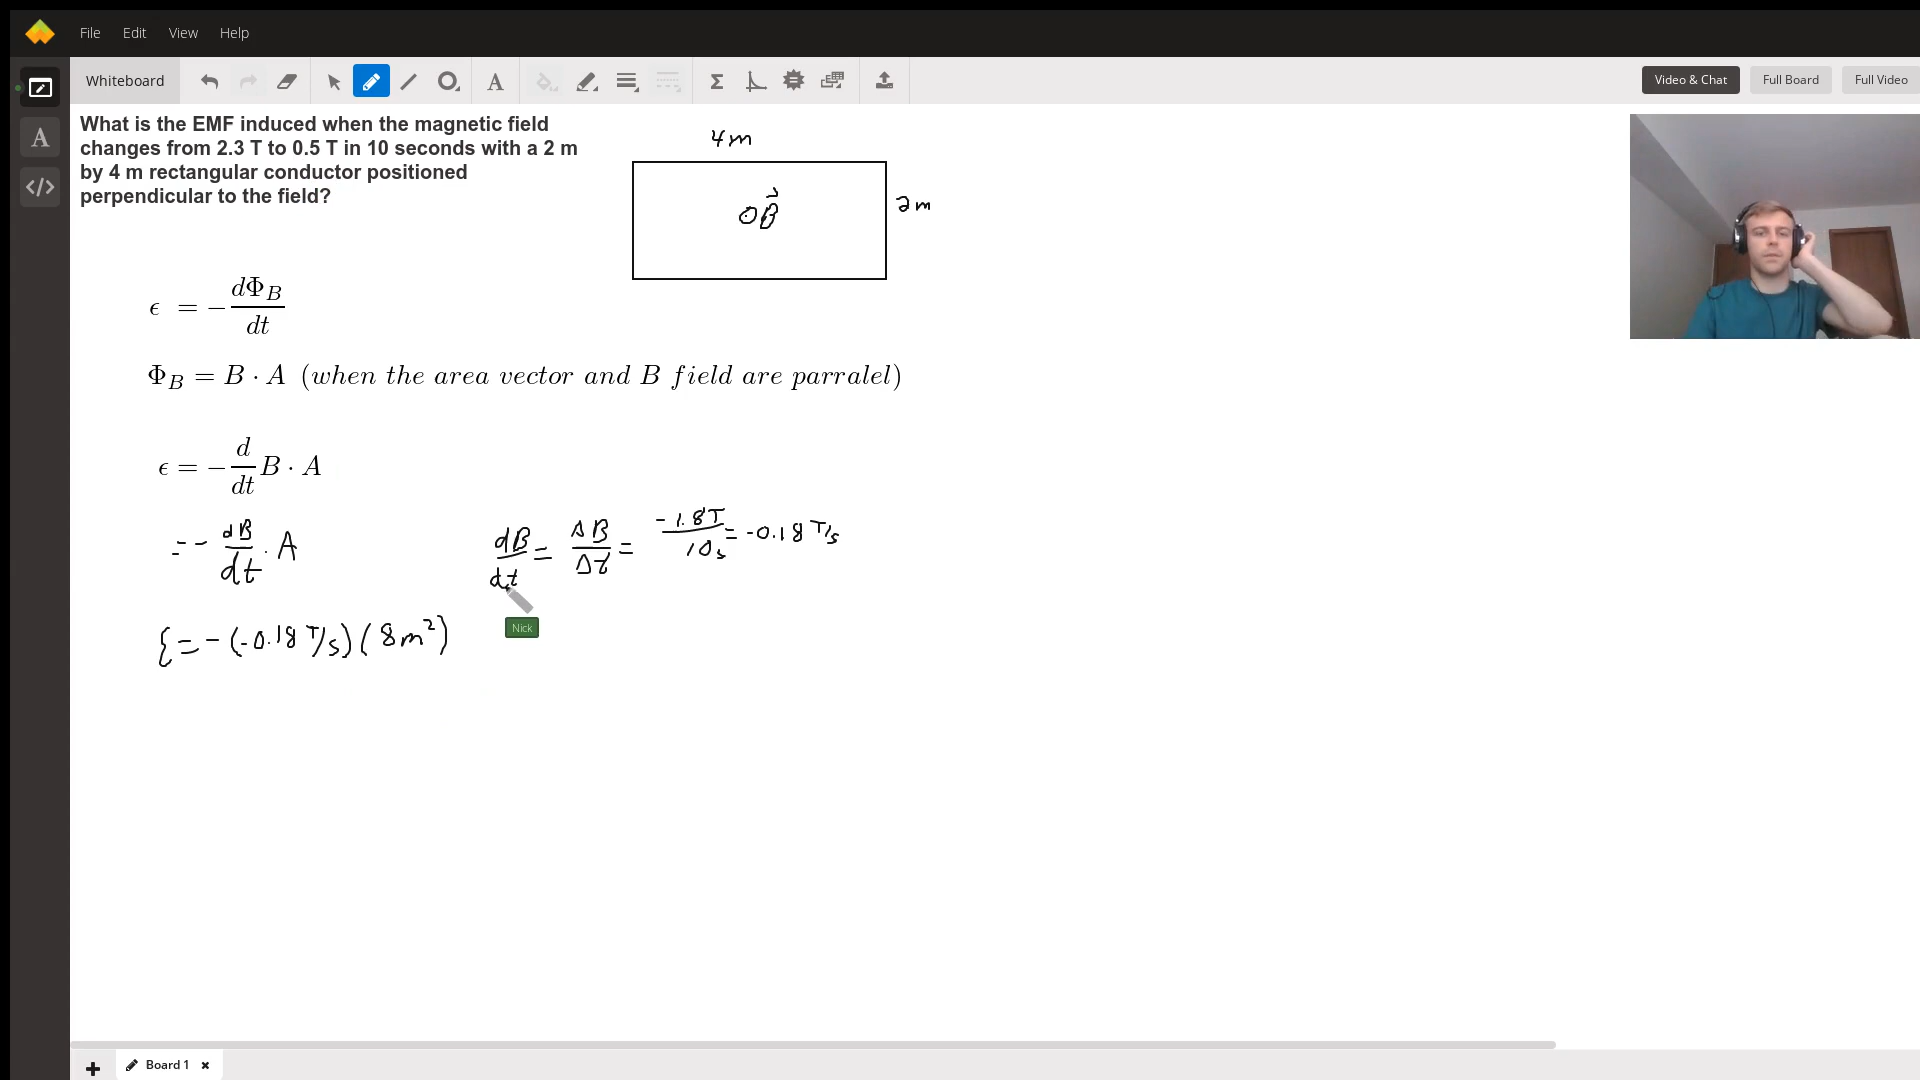 File Edit View Help
Whiteboard
Video & Chat Full Board Full Video
What is the EMF induced when the magnetic field
changes from 2.3 T to 0.5 T in 10 seconds with a 2 m
by 4 m rectangular conductor positioned
perpendicular to the field?
4m
⊙B⃗
2m
ϵ = −dΦ_B/dt
Φ_B = B · A (when the area vector and B field are parralel)
ϵ = −d/dt B · A
= − dB/dt · A
dB/dt = ΔB/Δt = −1.8T/10s = −0.18 T/s
Nick
ξ = −(−0.18 T/s)(8m²)
Board 1